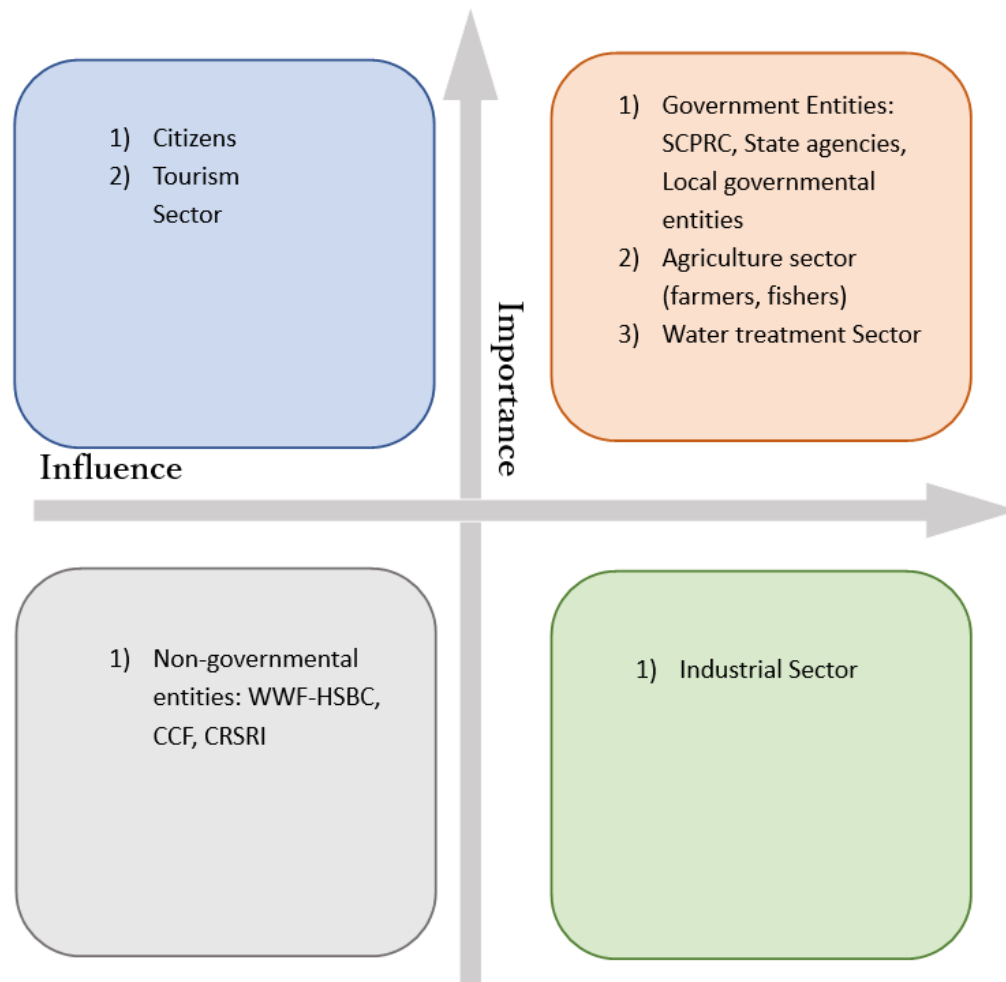 1) Citizens
2) Tourism
Sector
1) Government Entities:
SCPRC, State agencies,
Local governmental
entities
2) Agriculture sector
(farmers, fishers)
3) Water treatment Sector
Importance
Influence
1) Non-governmental
entities: WWF-HSBC,
CCF, CRSRI
1) Industrial Sector